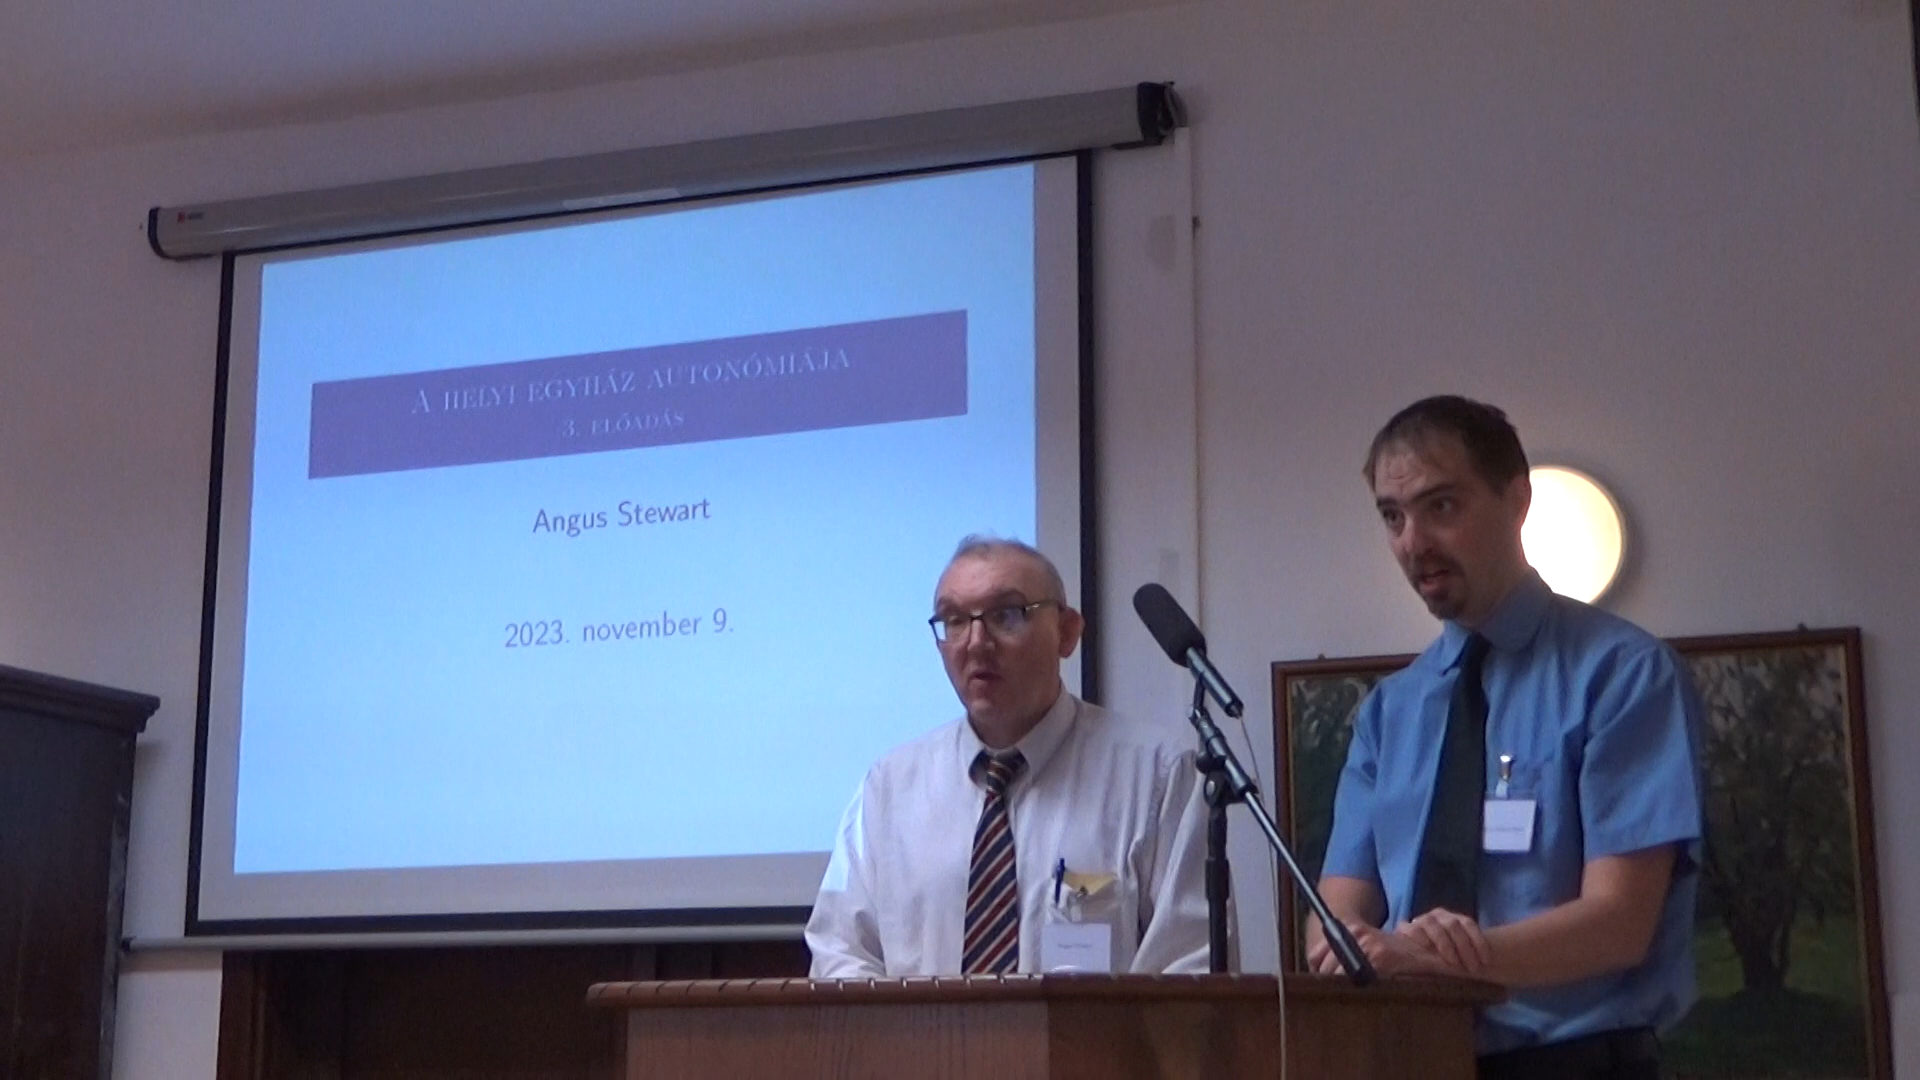 A HELYI EGYHÁZ AUTONÓMIÁJA
3. ELŐADÁS
Angus Stewart
2023. november 9.